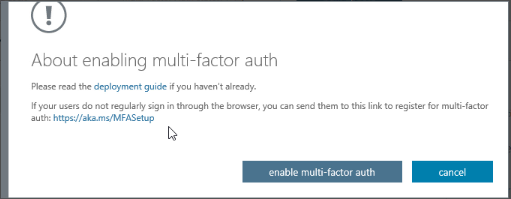 About enabling multi-factor auth
Please read the deployment guide if you haven't already.
If your users do not regularly sign in through the browser, you can send them to this link to register for multi-factor
auth: https://aka.ms/MFASetup
enable multi-factor auth
cancel